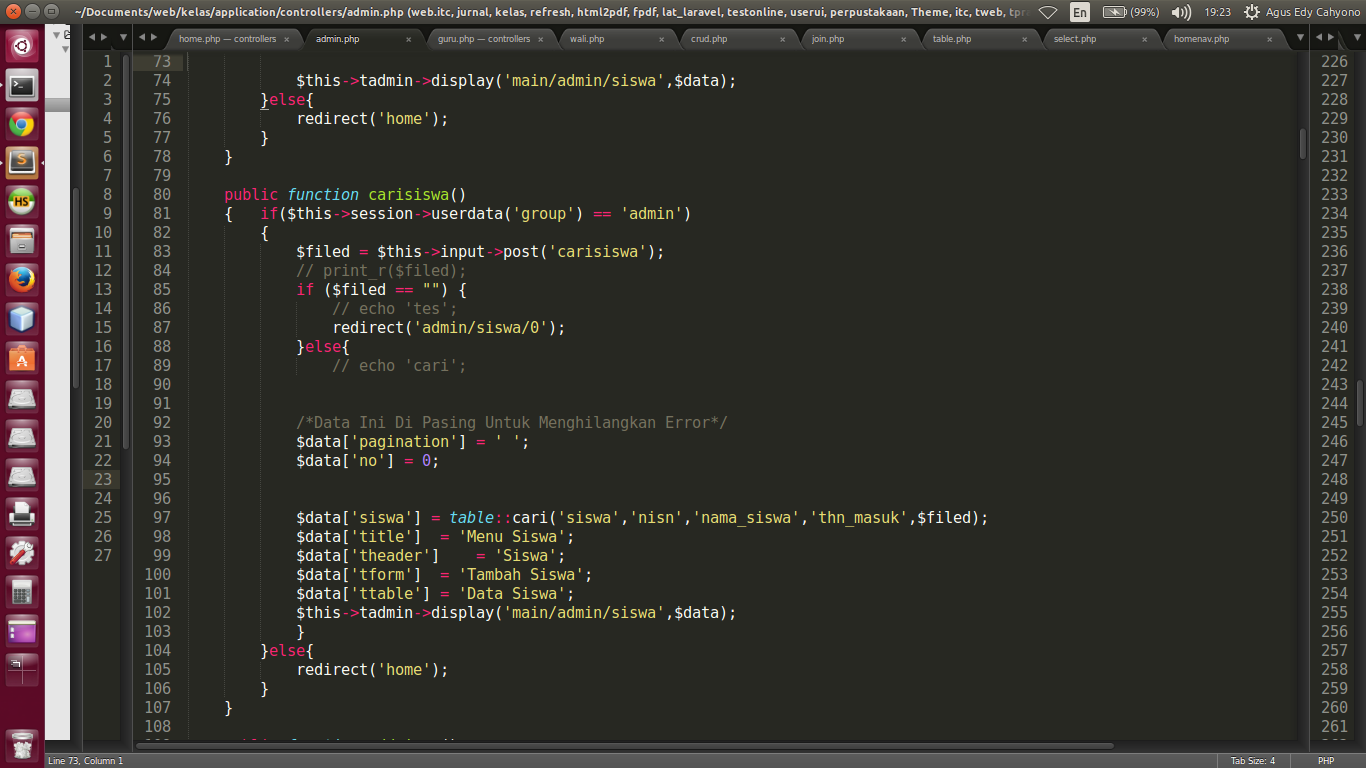 ~/Documents/web/kelas/application/controllers/admin.php (web.itc, jurnal, kelas, refresh, html2pdf, fpdf, lat_laravel, testonline, userui, perpustakaan, Theme, itc, tweb, tpr
En (99%) 19:23 Agus Edy Cahyono
home.php — controllers × admin.php × guru.php — controllers × wali.php × crud.php × join.php × table.php × select.php × homenav.php ×
1 73 226
2 74 $this->tadmin->display('main/admin/siswa',$data); 227
3 75 }else{ 228
4 76 redirect('home'); 229
5 77 } 230
6 78 } 231
7 79 232
8 80 public function carisiswa() 233
9 81 { if($this->session->userdata('group') == 'admin') 234
10 82 { 235
11 83 $filed = $this->input->post('carisiswa'); 236
12 84 // print_r($filed); 237
13 85 if ($filed == "") { 238
14 86 // echo 'tes'; 239
15 87 redirect('admin/siswa/0'); 240
16 88 }else{ 241
17 89 // echo 'cari'; 242
18 90 243
19 91 244
20 92 /*Data Ini Di Pasing Untuk Menghilangkan Error*/ 245
21 93 $data['pagination'] = ' '; 246
22 94 $data['no'] = 0; 247
23 95 248
24 96 249
25 97 $data['siswa'] = table::cari('siswa','nisn','nama_siswa','thn_masuk',$filed); 250
26 98 $data['title'] = 'Menu Siswa'; 251
27 99 $data['theader'] = 'Siswa'; 252
100 $data['tform'] = 'Tambah Siswa'; 253
101 $data['ttable'] = 'Data Siswa'; 254
102 $this->tadmin->display('main/admin/siswa',$data); 255
103 } 256
104 }else{ 257
105 redirect('home'); 258
106 } 259
107 } 260
108 261
Line 73, Column 1 Tab Size: 4 PHP